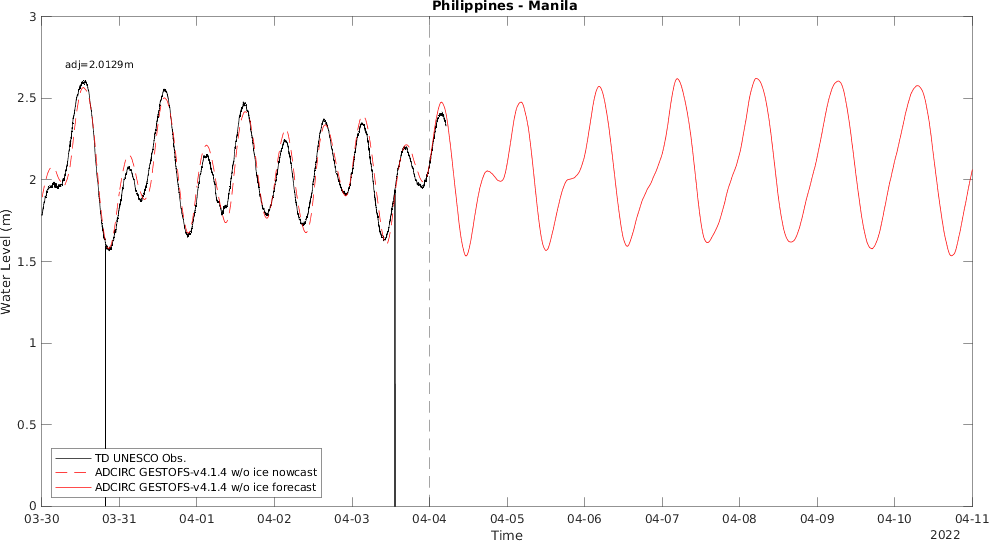 Philippines - Manila
adj=2.0129m
3
2.5
2
1.5
1
0.5
0
Water Level (m)
TD UNESCO Obs.
ADCIRC GESTOFS-v4.1.4 w/o ice nowcast
ADCIRC GESTOFS-v4.1.4 w/o ice forecast
03-30 03-31 04-01 04-02 04-03 04-04 04-05 04-06 04-07 04-08 04-09 04-10 04-11
Time
2022